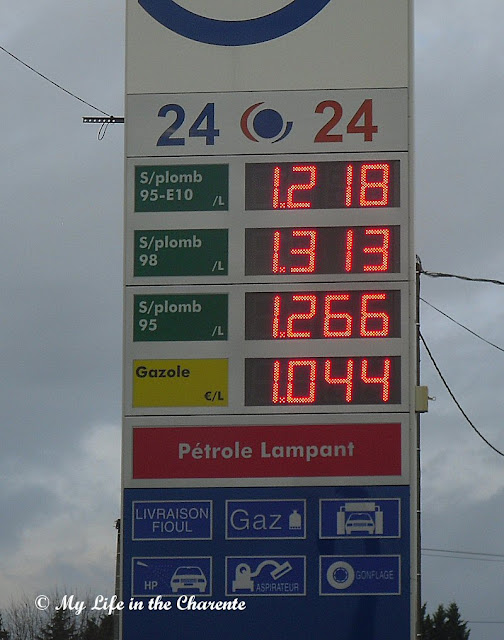 24 24
S/plomb
95-E10 /L 1.218
S/plomb
98 /L 1.313
S/plomb
95 /L 1.266
Gazole
€/L 1.044
Pétrole Lampant
LIVRAISON
FIOUL
Gaz
HP
ASPIRATEUR
GONFLAGE
© My Life in the Charente